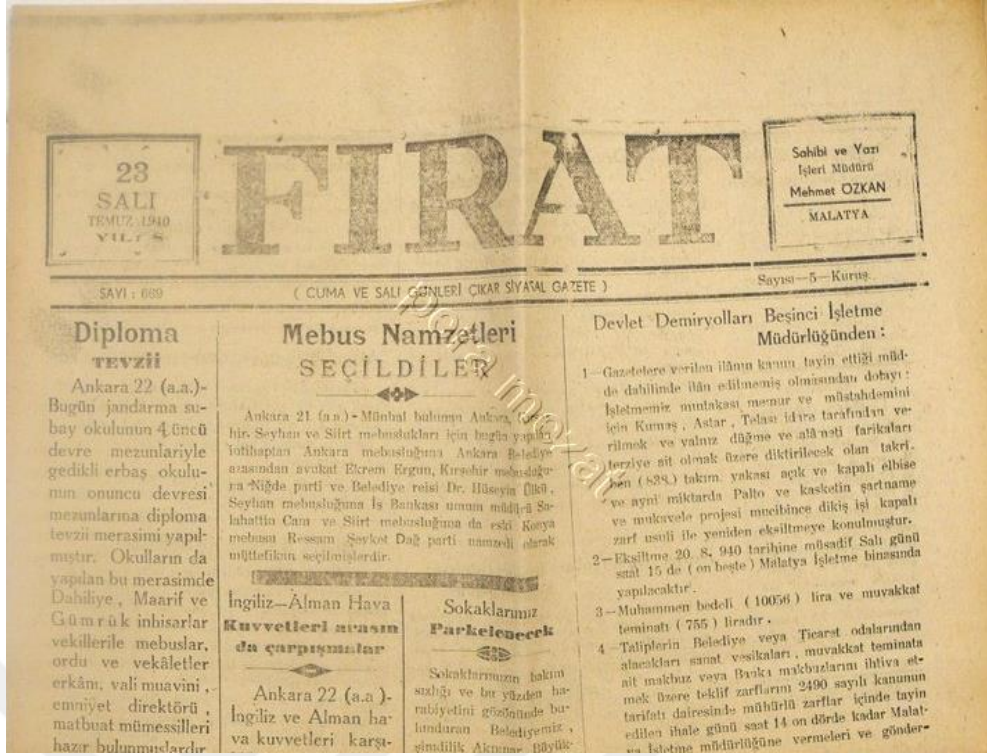 23
SALI
TEMUZ 1940
YIL: 8
FIRAT
Sahibi ve Yazı
İşleri Müdürü
Mehmet ÖZKAN
MALATYA
SAYI : 669
( CUMA VE SALI GÜNLERİ ÇIKAR SİYASAL GAZETE )
Sayısı—5—Kuruş
Diploma
TEVZİİ
Ankara 22 (a.a.)-
Bugün jandarma su-
bay okulunun 4 üncü
devre mezunlariyle
gedikli erbaş okulu-
nun onuncu devresi
mezunlarına diploma
tevzii merasimi yapıl-
mıştır. Okulların da
yapılan bu merasimde
Dahiliye , Maarif ve
Gümrük inhisarlar
vekillerile mebuslar,
ordu ve vekâletler
erkânı, vali muavini ,
emniyet direktörü ,
matbuat mümessilleri
hazır bulunmuşlardır
Mebus Namzetleri
SEÇİLDİLER
Ankara 21 (a.a) - Münhal bulunan Ankara,
hir. Seyhan ve Siirt mebuslukları için bugün yapılan
intihaptan Ankara mebusluğuna Ankara Belediye
azasından avukat Ekrem Ergun, Kırşehir mebusluğu-
na Niğde parti ve Belediye reisi Dr. Hüseyin Ülkü ,
Seyhan mebusluğuna İş Bankası umum müdürü Sa-
lahattin Cam ve Siirt mebusluğuna da eski Konya
mebusu Ressam Şevket Dağ parti namzedi olarak
müttefikan seçilmişlerdir.
İngiliz—Alman Hava
Kuvvetleri arasın
da çarpışmalar
Ankara 22 (a.a )-
İngiliz ve Alman ha-
va kuvvetleri karşı-
Sokaklarımız
Parkelenecek
Sokaklarımızın bakım
sızlığı ve bu yüzden ha-
rabiyetini gözönünde bu-
lunduran Belediyemiz ,
şimdilik Akpınar Büyük-
Devlet Demiryolları Beşinci İşletme
Müdürlüğünden :
1—Gazetelere verilen ilânın kanun tayin ettiği müd-
de dahilinde ilân edilmemiş olmasından dolayı :
İşletmemiz mıntakası memur ve müstahdemini
için Kumaş , Astar , Telası idare tarafından ve-
rilmek ve yalnız düğme ve alâmeti farikaları
terziye ait olmak üzere diktirilecek olan takri.
ben (838.) takım yakası açık ve kapalı elbise
ve ayni miktarda Palto ve kasketin şartname
ve mukavele projesi mucibince dikiş işi kapalı
zarf usuli ile yeniden eksiltmeye konulmuştur.
2—Eksiltme 20. 8. 940 tarihine müsadif Salı günü
saat 15 de ( on beşte ) Malatya İşletme binasında
yapılacaktır.
3—Muhammen bedeli ( 10056 ) lira ve muvakkat
teminatı ( 755 ) liradır .
4—Taliplerin Belediye veya Ticaret odalarından
alacakları sanat vesikaları , muvakkat teminata
ait makbuz veya Banka makbuzlarını ihtiva et-
mek üzere teklif zarflarını 2490 sayılı kanunun
tarifatı dairesinde mühürlü zarflar içinde tayin
edilen ihale günü saat 14 on dörde kadar Malat-
ya İşletme müdürlüğüne vermeleri ve gönder-